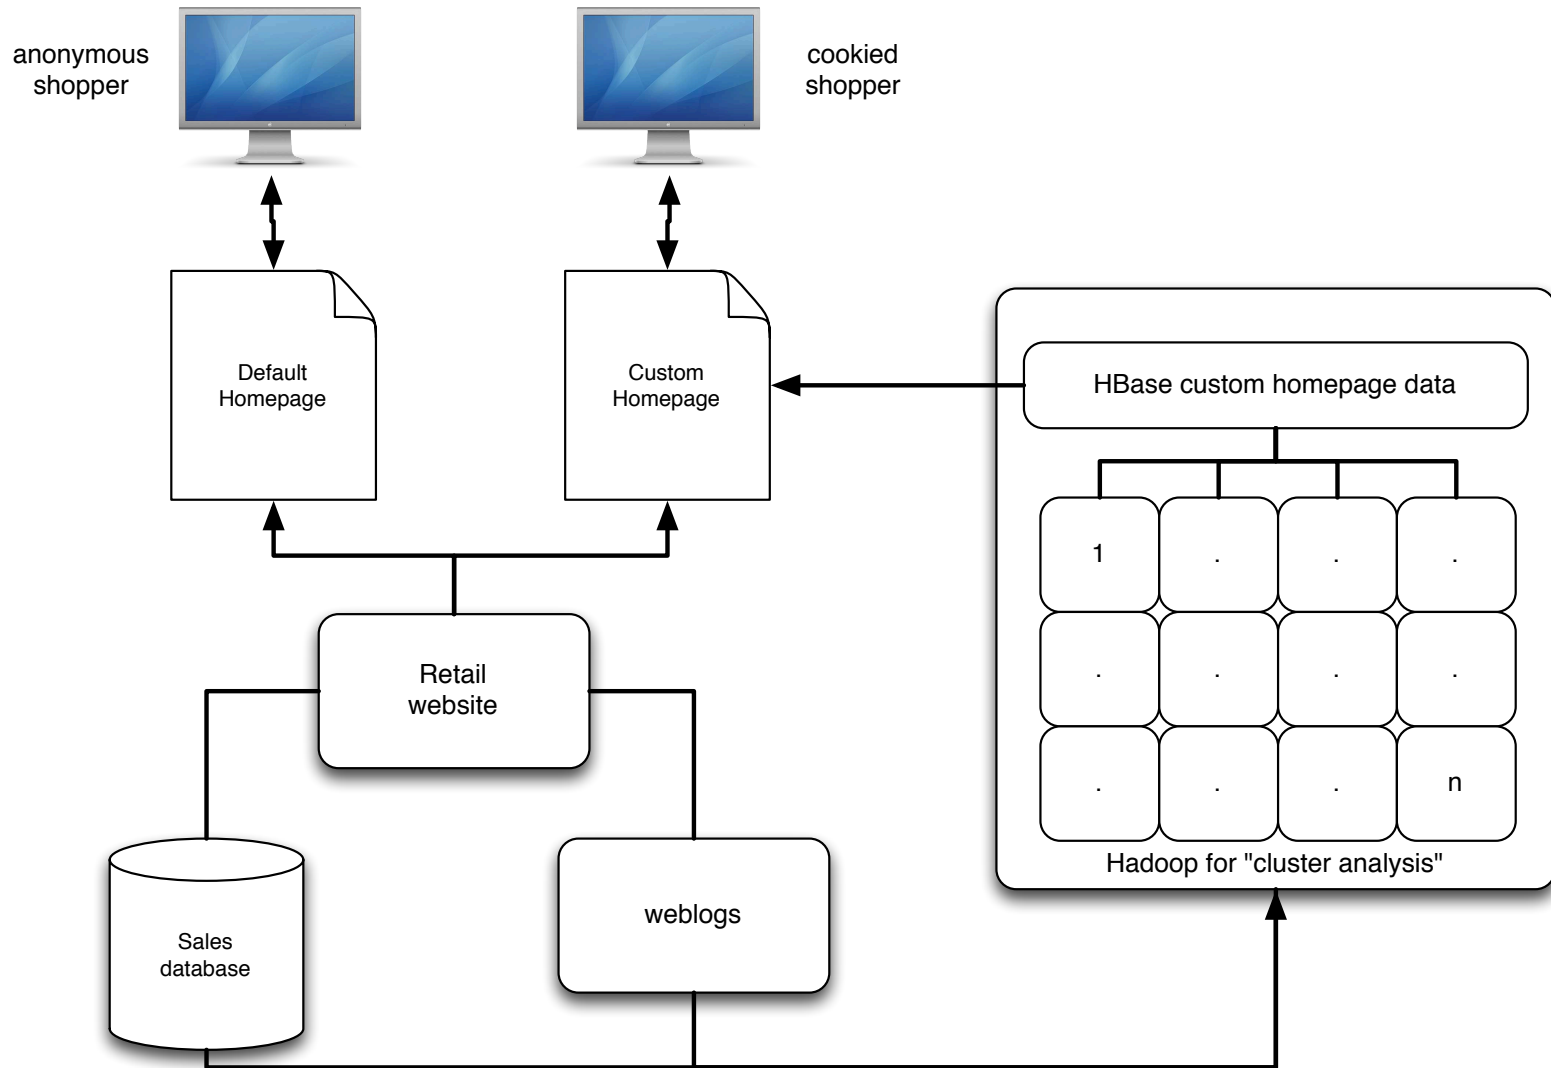 anonymous
shopper
cookied
shopper
Default
Homepage
Custom
Homepage
HBase custom homepage data
1 . . .
. . . .
. . . n
Hadoop for "cluster analysis"
Retail
website
Sales
database
weblogs